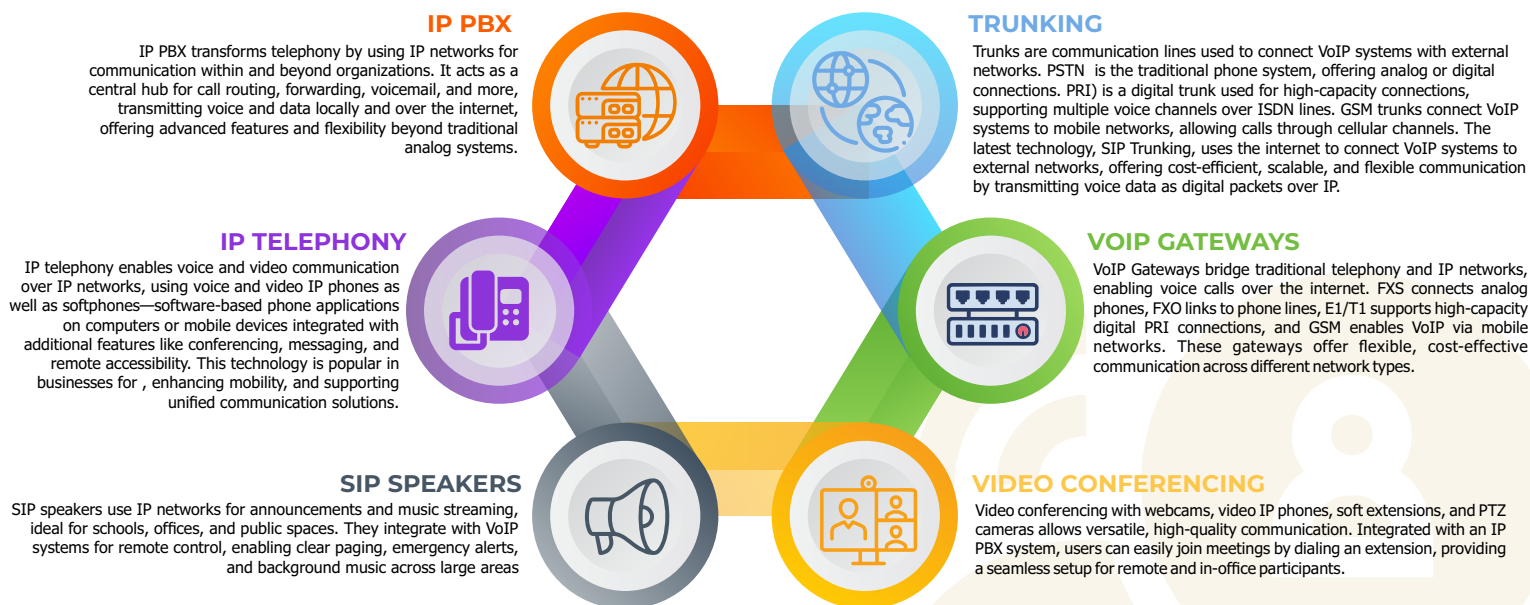 IP PBX
IP PBX transforms telephony by using IP networks for
communication within and beyond organizations. It acts as a
central hub for call routing, forwarding, voicemail, and more,
transmitting voice and data locally and over the internet,
offering advanced features and flexibility beyond traditional
analog systems.
TRUNKING
Trunks are communication lines used to connect VoIP systems with external
networks. PSTN is the traditional phone system, offering analog or digital
connections. PRI) is a digital trunk used for high-capacity connections,
supporting multiple voice channels over ISDN lines. GSM trunks connect VoIP
systems to mobile networks, allowing calls through cellular channels. The
latest technology, SIP Trunking, uses the internet to connect VoIP systems to
external networks, offering cost-efficient, scalable, and flexible communication
by transmitting voice data as digital packets over IP.
IP TELEPHONY
IP telephony enables voice and video communication
over IP networks, using voice and video IP phones as
well as softphones—software-based phone applications
on computers or mobile devices integrated with
additional features like conferencing, messaging, and
remote accessibility. This technology is popular in
businesses for , enhancing mobility, and supporting
unified communication solutions.
VOIP GATEWAYS
VoIP Gateways bridge traditional telephony and IP networks,
enabling voice calls over the internet. FXS connects analog
phones, FXO links to phone lines, E1/T1 supports high-capacity
digital PRI connections, and GSM enables VoIP via mobile
networks. These gateways offer flexible, cost-effective
communication across different network types.
SIP SPEAKERS
SIP speakers use IP networks for announcements and music streaming,
ideal for schools, offices, and public spaces. They integrate with VoIP
systems for remote control, enabling clear paging, emergency alerts,
and background music across large areas
VIDEO CONFERENCING
Video conferencing with webcams, video IP phones, soft extensions, and PTZ
cameras allows versatile, high-quality communication. Integrated with an IP
PBX system, users can easily join meetings by dialing an extension, providing
a seamless setup for remote and in-office participants.